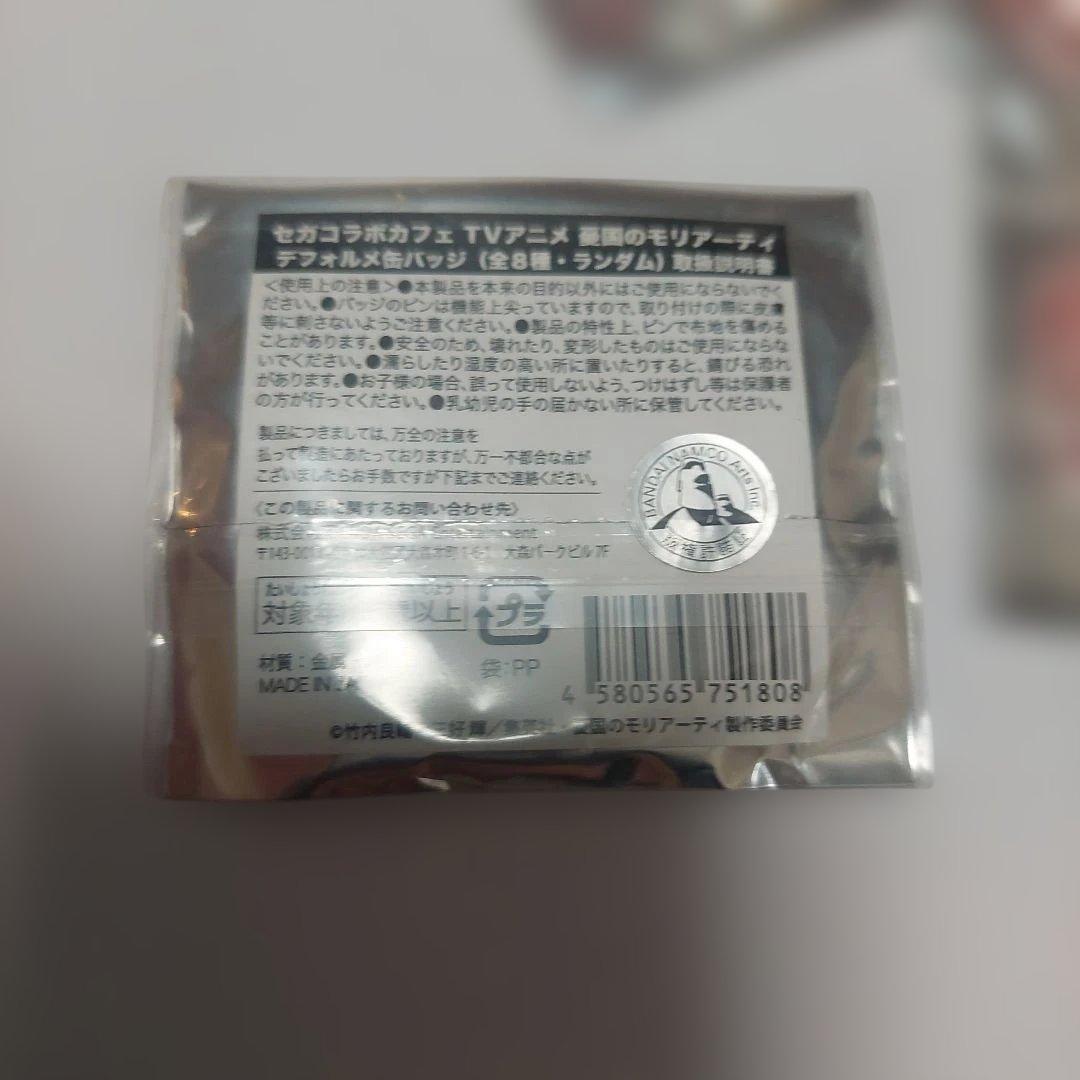 セガコラボカフェ TVアニメ 憂国のモリアーティ
デフォルメ缶バッジ（全8種・ランダム）取扱説明書
＜使用上の注意＞●本製品を本来の目的以外にはご使用にならないでく
ださい。●バッジのピンは機能上尖っていますので、取り付けの際に皮膚
等に刺さないようご注意ください。●製品の特性上、ピンで布地を傷める
ことがあります。●安全のため、壊れたり、変形したものはご使用にならな
いでください。●濡らしたり湿度の高い所に置いたりすると、錆びる恐れ
があります。●お子様の場合、誤って使用しないよう、つけはずし等は保護者
の方が行ってください。●乳幼児の手の届かない所に保管してください。
製品につきましては、万全の注意を
払って製造にあたっておりますが、万一不都合な点が
ございましたらお手数ですが下記までご連絡ください。
〈この製品に関するお問い合わせ先〉
株式会
大森本町1-6-1 大森パークビル7F
BANDAI NAMCO Arts Inc.
対象年 以上
プラ
袋：PP
材質：金属
MADE IN
4 580565 751808
©竹内良輔・三好輝／集英社・憂国のモリアーティ製作委員会